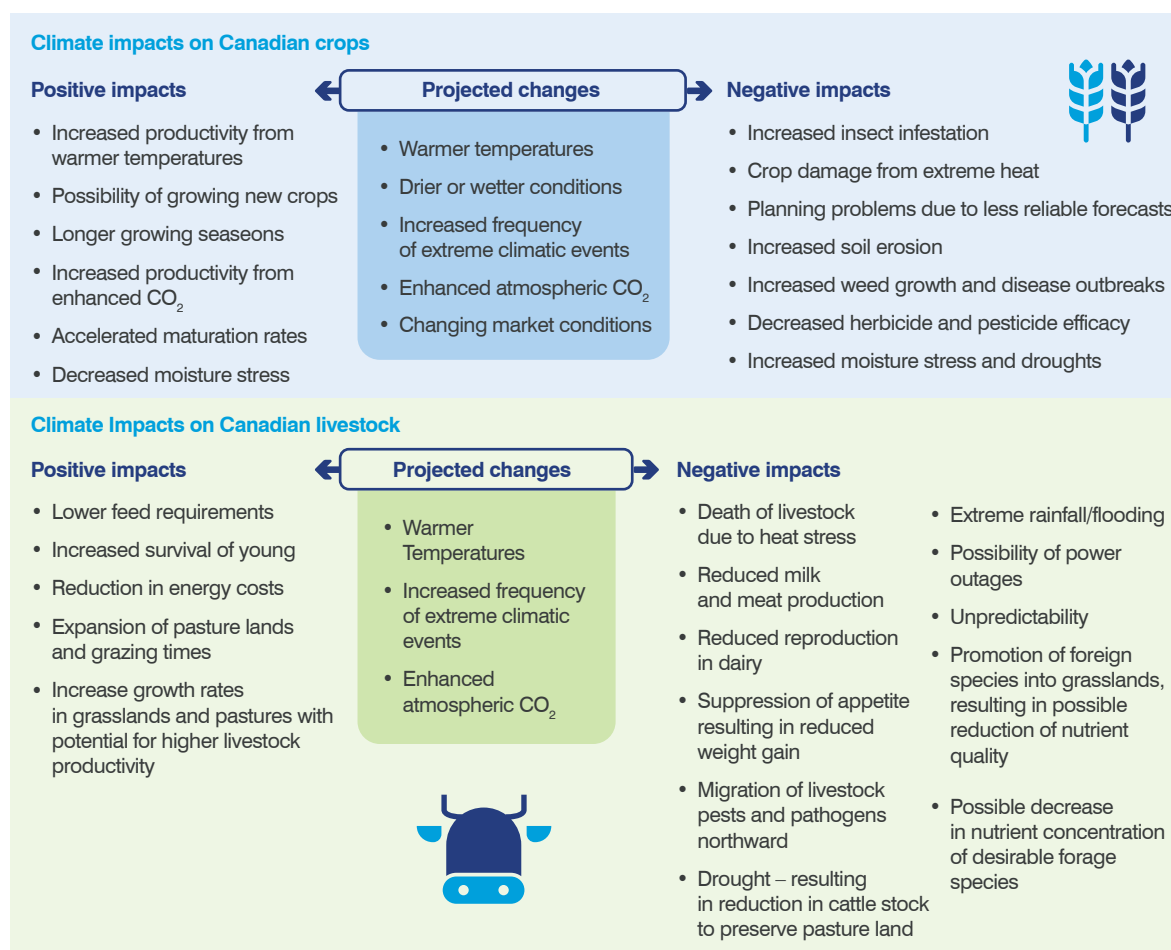 Climate impacts on Canadian crops
Positive impacts
• Increased productivity from
warmer temperatures
• Possibility of growing new crops
• Longer growing seaseons
• Increased productivity from
enhanced CO₂
• Accelerated maturation rates
• Decreased moisture stress
Projected changes
• Warmer temperatures
• Drier or wetter conditions
• Increased frequency
of extreme climatic events
• Enhanced atmospheric CO₂
• Changing market conditions
Negative impacts
• Increased insect infestation
• Crop damage from extreme heat
• Planning problems due to less reliable forecasts
• Increased soil erosion
• Increased weed growth and disease outbreaks
• Decreased herbicide and pesticide efficacy
• Increased moisture stress and droughts
Climate Impacts on Canadian livestock
Positive impacts
• Lower feed requirements
• Increased survival of young
• Reduction in energy costs
• Expansion of pasture lands
and grazing times
• Increase growth rates
in grasslands and pastures with
potential for higher livestock
productivity
Projected changes
• Warmer
Temperatures
• Increased frequency
of extreme climatic
events
• Enhanced
atmospheric CO₂
Negative impacts
• Death of livestock
due to heat stress
• Reduced milk
and meat production
• Reduced reproduction
in dairy
• Suppression of appetite
resulting in reduced
weight gain
• Migration of livestock
pests and pathogens
northward
• Drought – resulting
in reduction in cattle stock
to preserve pasture land
• Extreme rainfall/flooding
• Possibility of power
outages
• Unpredictability
• Promotion of foreign
species into grasslands,
resulting in possible
reduction of nutrient
quality
• Possible decrease
in nutrient concentration
of desirable forage
species